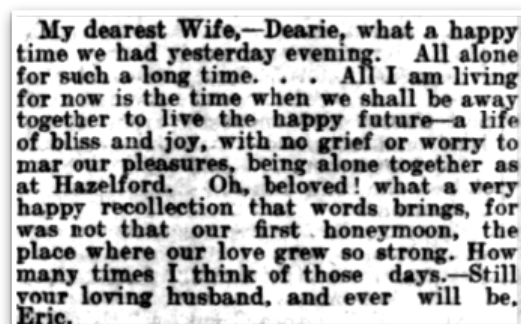 My dearest Wife,—Dearie, what a happy
time we had yesterday evening. All alone
for such a long time. . . All I am living
for now is the time when we shall be away
together to live the happy future—a life
of bliss and joy, with no grief or worry to
mar our pleasures, being alone together as
at Hazelford. Oh, beloved! what a very
happy recollection that words brings, for
was not that our first honeymoon, the
place where our love grew so strong. How
many times I think of those days.—Still
your loving husband, and ever will be,
Eric.